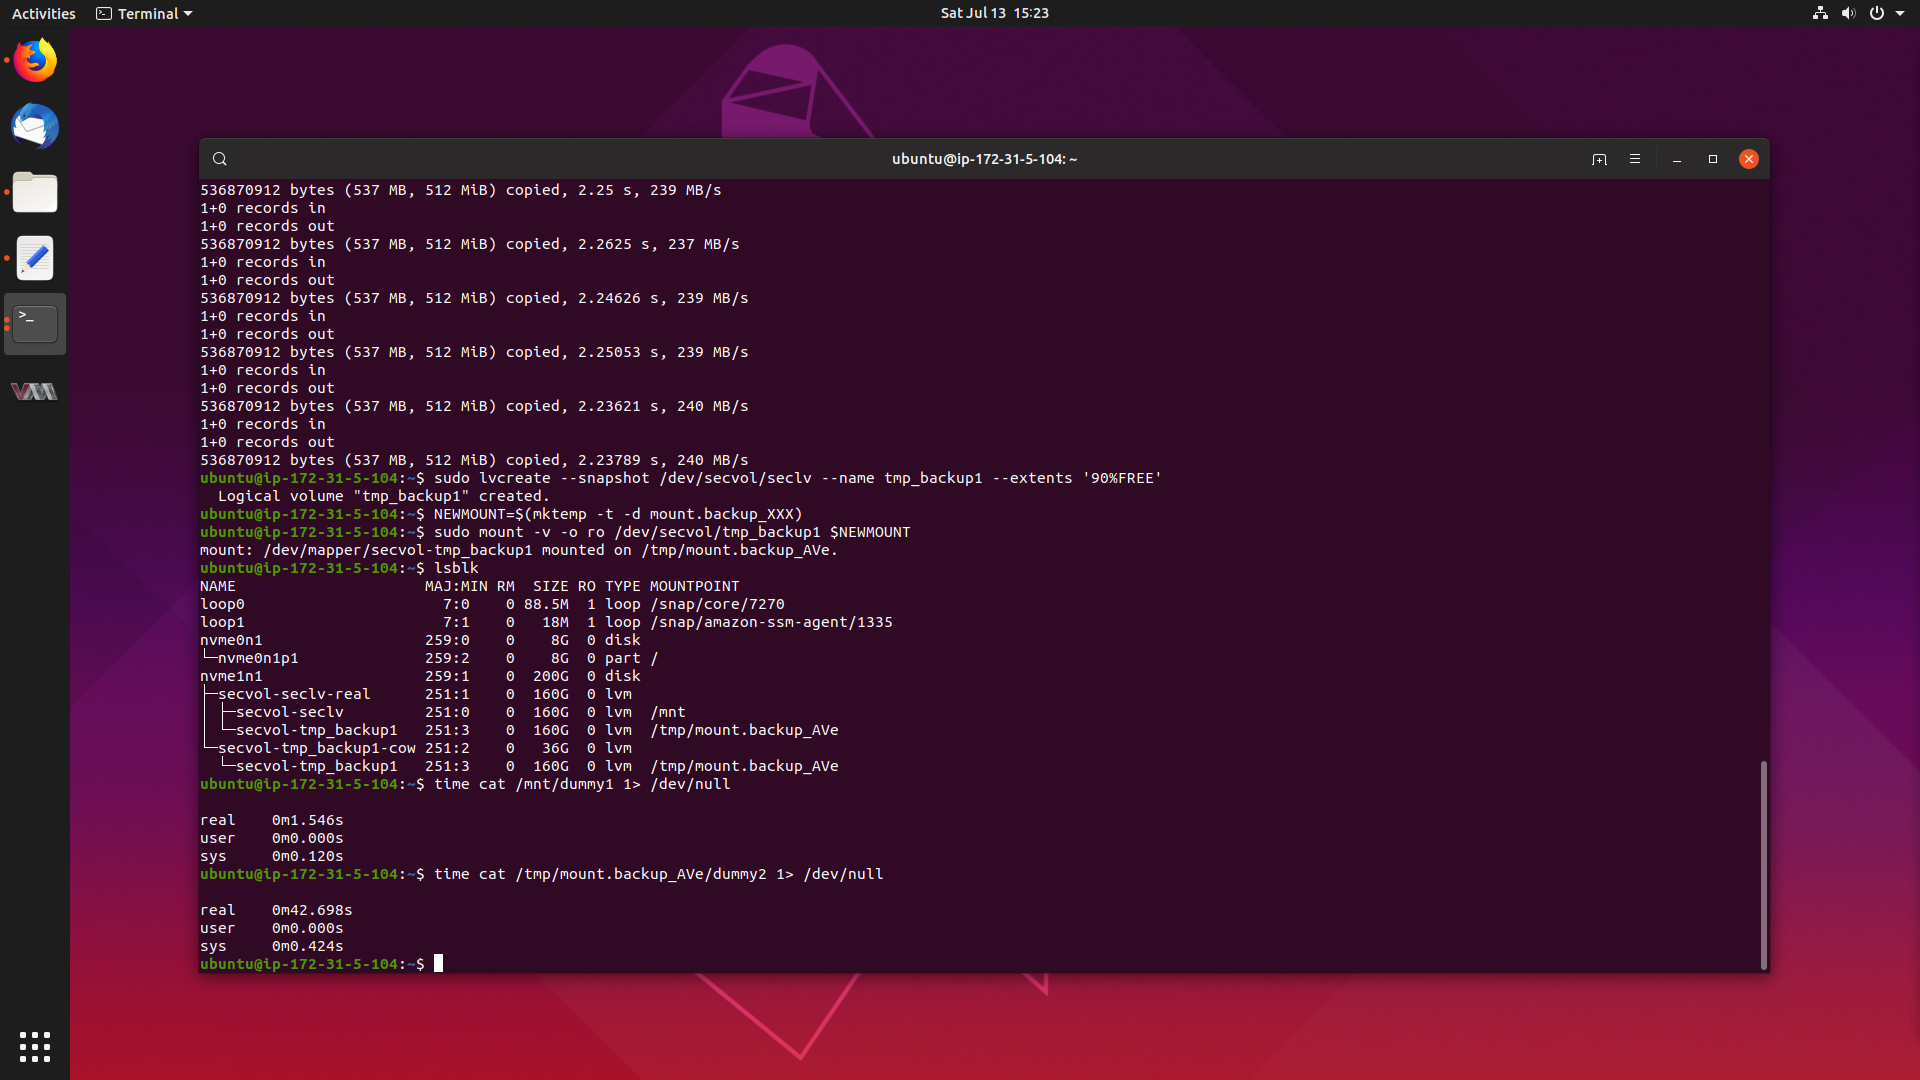 Activities
Terminal
Sat Jul 13 15:23
ubuntu@ip-172-31-5-104: ~
536870912 bytes (537 MB, 512 MiB) copied, 2.25 s, 239 MB/s
1+0 records in
1+0 records out
536870912 bytes (537 MB, 512 MiB) copied, 2.2625 s, 237 MB/s
1+0 records in
1+0 records out
536870912 bytes (537 MB, 512 MiB) copied, 2.24626 s, 239 MB/s
1+0 records in
1+0 records out
536870912 bytes (537 MB, 512 MiB) copied, 2.25053 s, 239 MB/s
1+0 records in
1+0 records out
536870912 bytes (537 MB, 512 MiB) copied, 2.23621 s, 240 MB/s
1+0 records in
1+0 records out
536870912 bytes (537 MB, 512 MiB) copied, 2.23789 s, 240 MB/s
ubuntu@ip-172-31-5-104:~$ sudo lvcreate --snapshot /dev/secvol/seclv --name tmp_backup1 --extents '90%FREE'
  Logical volume "tmp_backup1" created.
ubuntu@ip-172-31-5-104:~$ NEWMOUNT=$(mktemp -t -d mount.backup_XXX)
ubuntu@ip-172-31-5-104:~$ sudo mount -v -o ro /dev/secvol/tmp_backup1 $NEWMOUNT
mount: /dev/mapper/secvol-tmp_backup1 mounted on /tmp/mount.backup_AVe.
ubuntu@ip-172-31-5-104:~$ lsblk
NAME                     MAJ:MIN RM  SIZE RO TYPE MOUNTPOINT
loop0                      7:0    0 88.5M  1 loop /snap/core/7270
loop1                      7:1    0   18M  1 loop /snap/amazon-ssm-agent/1335
nvme0n1                  259:0    0    8G  0 disk
└─nvme0n1p1              259:2    0    8G  0 part /
nvme1n1                  259:1    0  200G  0 disk
├─secvol-seclv-real      251:1    0  160G  0 lvm
│ ├─secvol-seclv         251:0    0  160G  0 lvm  /mnt
│ └─secvol-tmp_backup1   251:3    0  160G  0 lvm  /tmp/mount.backup_AVe
└─secvol-tmp_backup1-cow 251:2    0   36G  0 lvm
  └─secvol-tmp_backup1   251:3    0  160G  0 lvm  /tmp/mount.backup_AVe
ubuntu@ip-172-31-5-104:~$ time cat /mnt/dummy1 1> /dev/null
real    0m1.546s
user    0m0.000s
sys     0m0.120s
ubuntu@ip-172-31-5-104:~$ time cat /tmp/mount.backup_AVe/dummy2 1> /dev/null
real    0m42.698s
user    0m0.000s
sys     0m0.424s
ubuntu@ip-172-31-5-104:~$